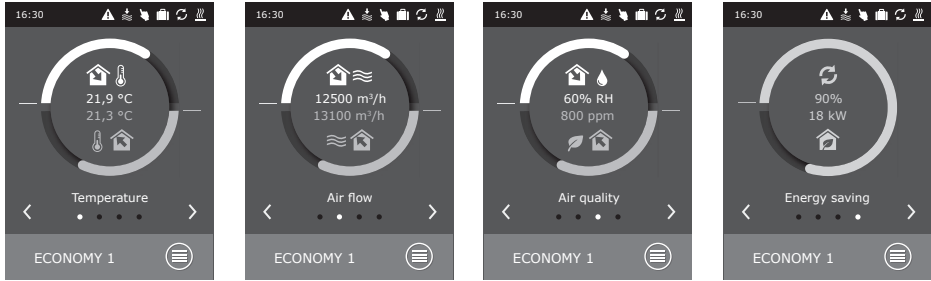 16:30
21,9 °C
21,3 °C
Temperature
ECONOMY 1
16:30
12500 m³/h
13100 m³/h
Air flow
ECONOMY 1
16:30
60% RH
800 ppm
Air quality
ECONOMY 1
16:30
90%
18 kW
Energy saving
ECONOMY 1